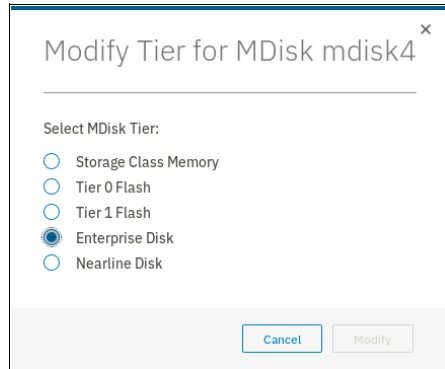 Modify Tier for MDisk mdisk4
Select MDisk Tier:
Storage Class Memory
Tier 0 Flash
Tier 1 Flash
Enterprise Disk
Nearline Disk
Cancel Modify